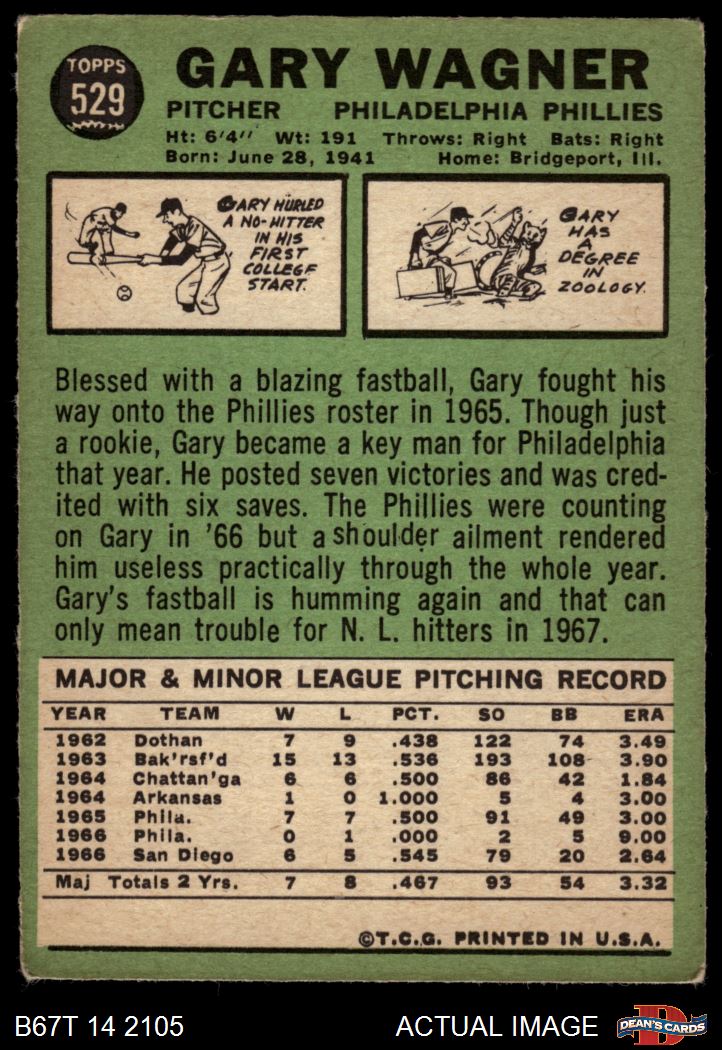 TOPPS
529
GARY WAGNER
PITCHER PHILADELPHIA PHILLIES
Ht: 6'4" Wt: 191 Throws: Right Bats: Right
Born: June 28, 1941 Home: Bridgeport, Ill.
GARY HURLED
A NO-HITTER
IN HIS
FIRST
COLLEGE
START.
GARY
HAS
A
DEGREE
IN
ZOOLOGY.
Blessed with a blazing fastball, Gary fought his
way onto the Phillies roster in 1965. Though just
a rookie, Gary became a key man for Philadelphia
that year. He posted seven victories and was cred-
ited with six saves. The Phillies were counting
on Gary in '66 but a shoulder ailment rendered
him useless practically through the whole year.
Gary's fastball is humming again and that can
only mean trouble for N. L. hitters in 1967.
MAJOR & MINOR LEAGUE PITCHING RECORD
YEAR TEAM W L PCT. SO BB ERA
1962 Dothan 7 9 .438 122 74 3.49
1963 Bak'rsf'd 15 13 .536 193 108 3.90
1964 Chattan'ga 6 6 .500 86 42 1.84
1964 Arkansas 1 0 1.000 5 4 3.00
1965 Phila. 7 7 .500 91 49 3.00
1966 Phila. 0 1 .000 2 5 9.00
1966 San Diego 6 5 .545 79 20 2.64
Maj Totals 2 Yrs. 7 8 .467 93 54 3.32
©T.C.G. PRINTED IN U.S.A.
B67T 14 2105 ACTUAL IMAGE DEAN'S CARDS